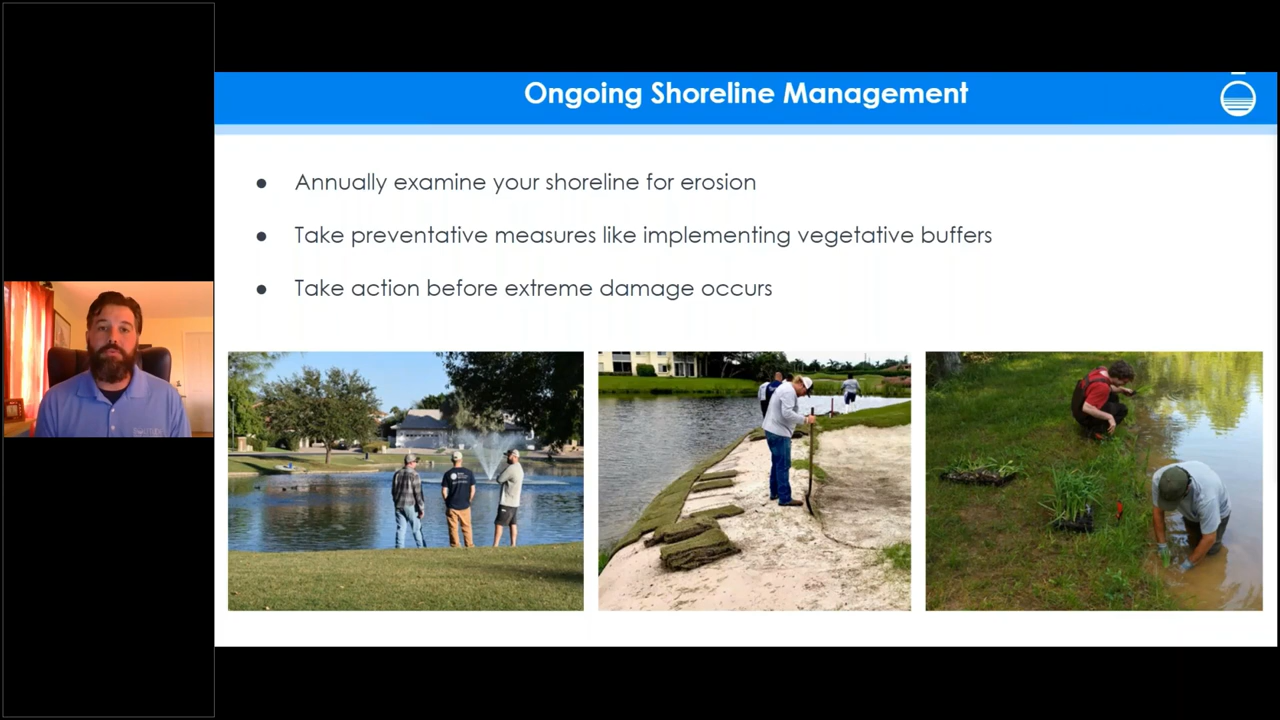 Ongoing Shoreline Management
● Annually examine your shoreline for erosion
● Take preventative measures like implementing vegetative buffers
● Take action before extreme damage occurs